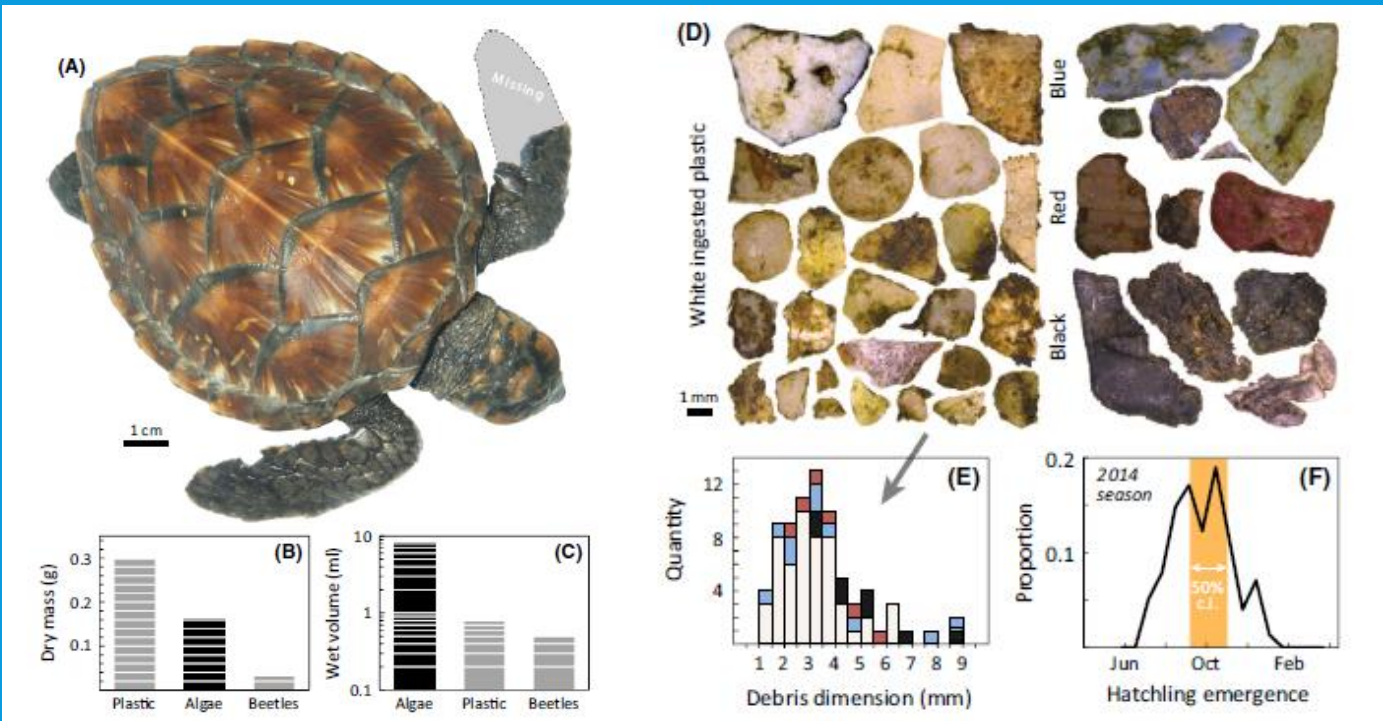 (A)
Missing
1 cm
(B)
Dry mass (g)
0.3
0.2
0.1
Plastic
Algae
Beetles
(C)
Wet volume (ml)
10
1
0.1
Algae
Plastic
Beetles
(D)
White ingested plastic
1 mm
Blue
Red
Black
(E)
Quantity
12
8
4
1 2 3 4 5 6 7 8 9
Debris dimension (mm)
(F)
2014
season
Proportion
0.2
0.1
50%
c.I.
Jun
Oct
Feb
Hatchling emergence